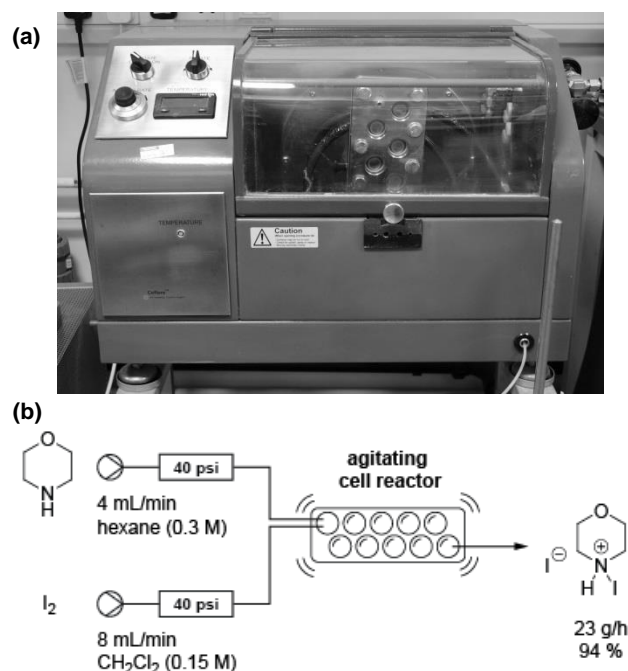 (a)
TEMPERATURE
Caution
(b)
O
N
H
40 psi
4 mL/min
hexane (0.3 M)
agitating
cell reactor
I2
40 psi
8 mL/min
CH2Cl2 (0.15 M)
O
I⊖
⊕
N
H I
23 g/h
94 %